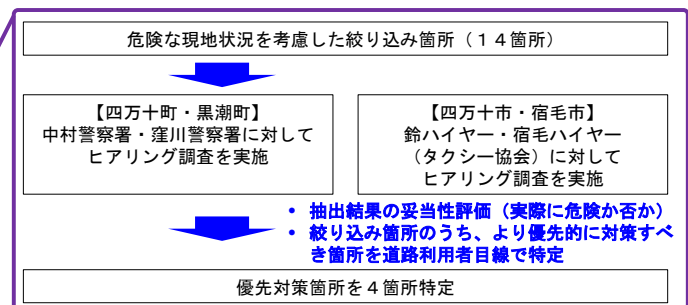 危険な現地状況を考慮した絞り込み箇所（１４箇所）
【四万十町・黒潮町】
中村警察署・窪川警察署に対して
ヒアリング調査を実施
【四万十市・宿毛市】
鈴ハイヤー・宿毛ハイヤー
（タクシー協会）に対して
ヒアリング調査を実施
• 抽出結果の妥当性評価（実際に危険か否か）
• 絞り込み箇所のうち、より優先的に対策すべ
き箇所を道路利用者目線で特定
優先対策箇所を４箇所特定